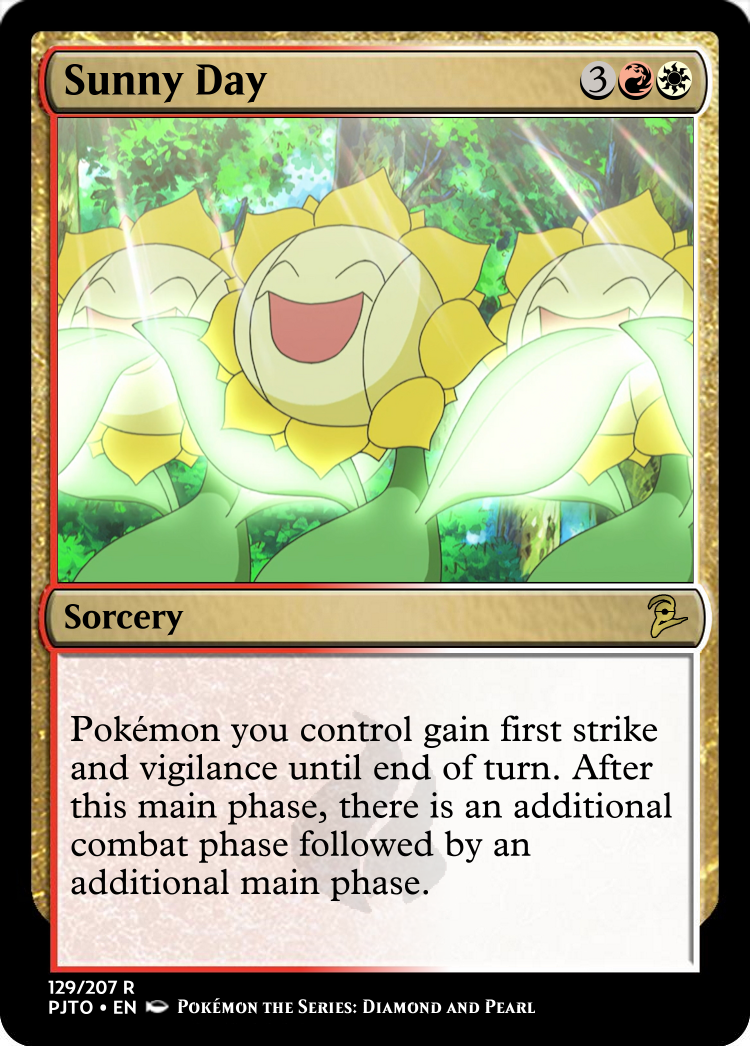 Sunny Day 3
Sorcery
Pokémon you control gain first strike
and vigilance until end of turn. After
this main phase, there is an additional
combat phase followed by an
additional main phase.
129/207 R
PJTO • EN Pokémon the Series: Diamond and Pearl